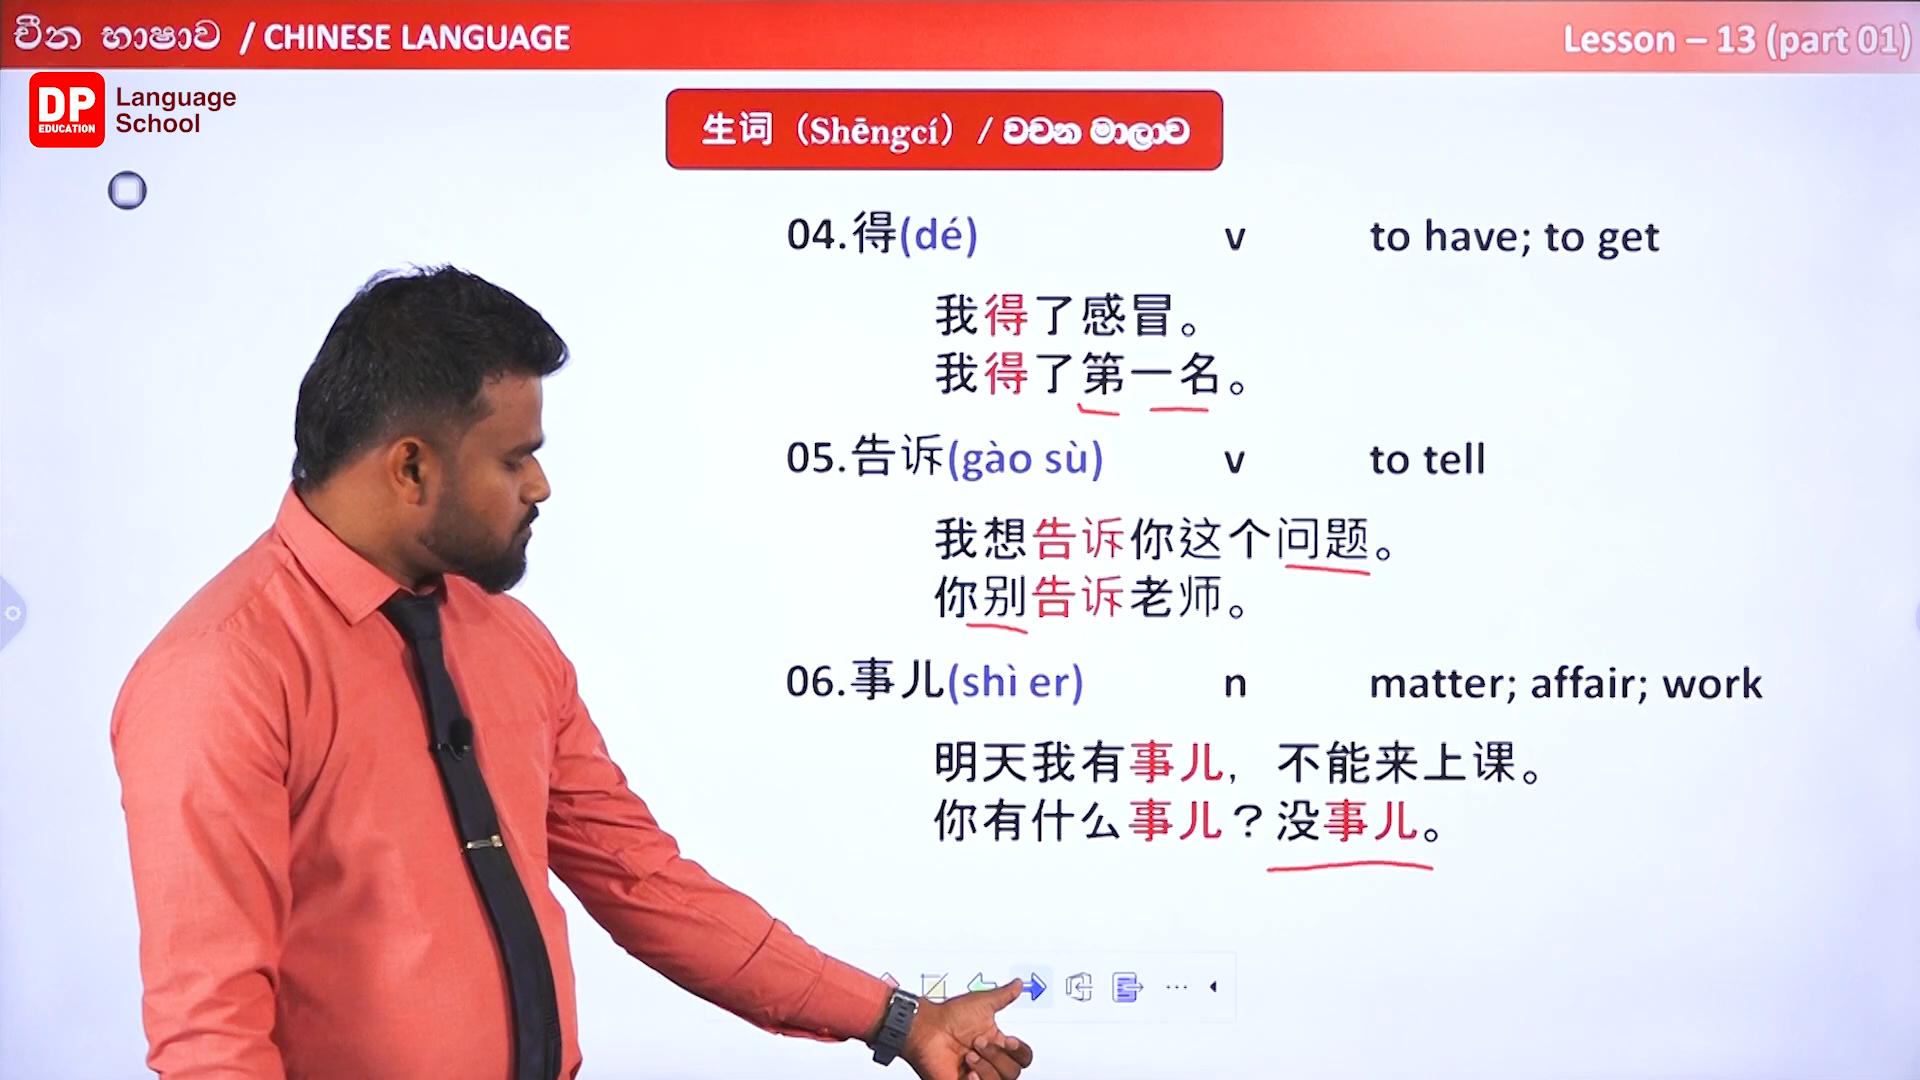 චීන භාෂාව / CHINESE LANGUAGE
Lesson – 13 (part 01)
DP
EDUCATION
Language
School
生词（Shēngcí）/ වචන මාලාව
04.得(dé) v to have; to get
我得了感冒。
我得了第一名。
05.告诉(gào sù) v to tell
我想告诉你这个问题。
你别告诉老师。
06.事儿(shì er) n matter; affair; work
明天我有事儿，不能来上课。
你有什么事儿？没事儿。